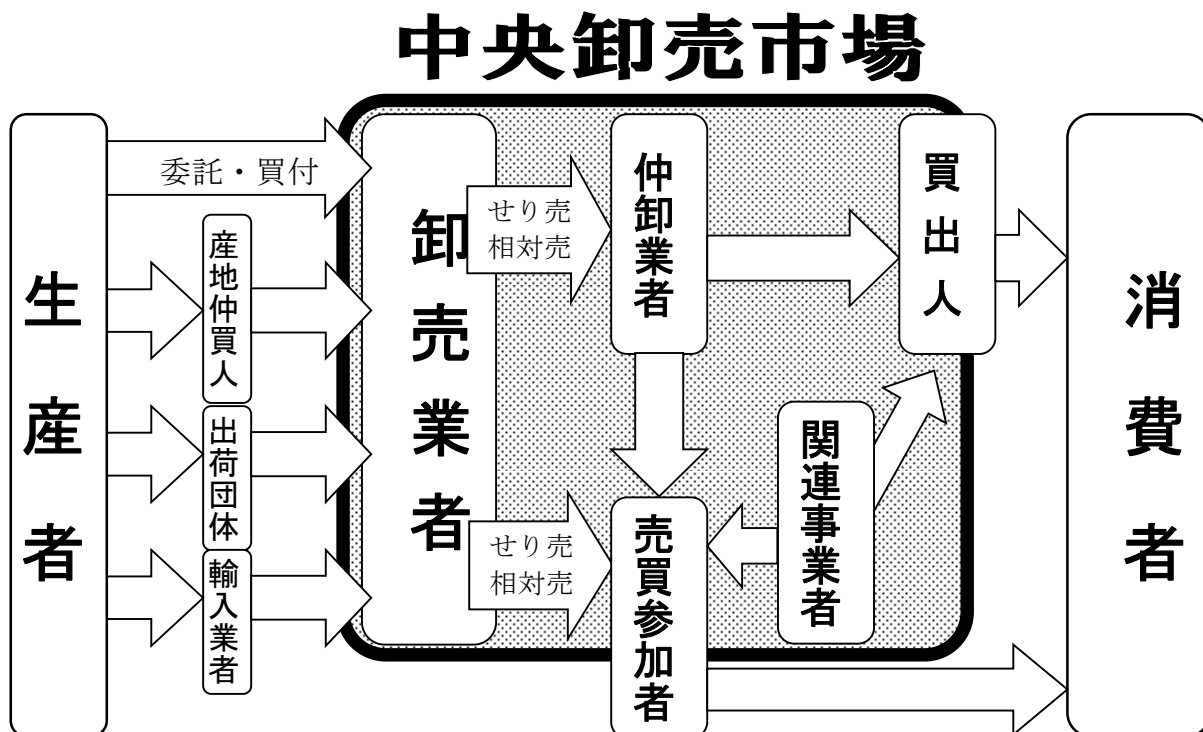 中央卸売市場
生産者
委託・買付
産地仲買人
出荷団体
輸入業者
卸売業者
せり売
相対売
せり売
相対売
仲卸業者
売買参加者
関連事業者
買出人
消費者